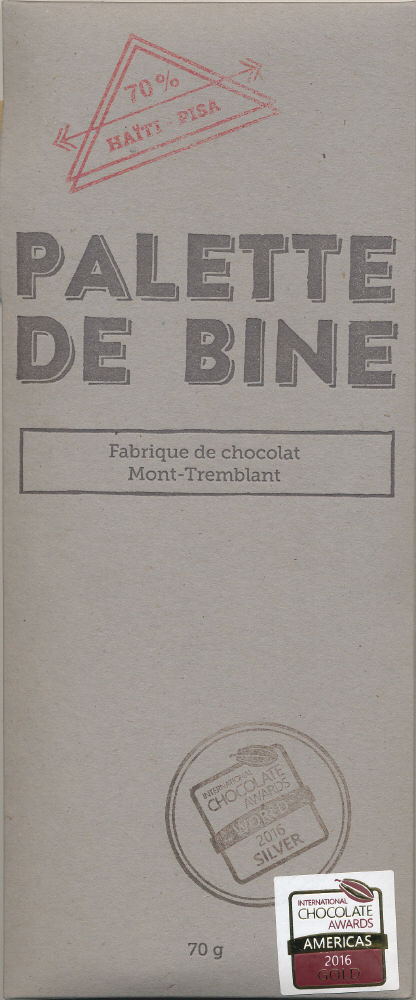 70%
HAÏTI - PISA
PALETTE
DE BINE
Fabrique de chocolat
Mont-Tremblant
INTERNATIONAL
CHOCOLATE
AWARDS
WORLD
2016
SILVER
INTERNATIONAL
CHOCOLATE
AWARDS
AMERICAS
2016
GOLD
70 g